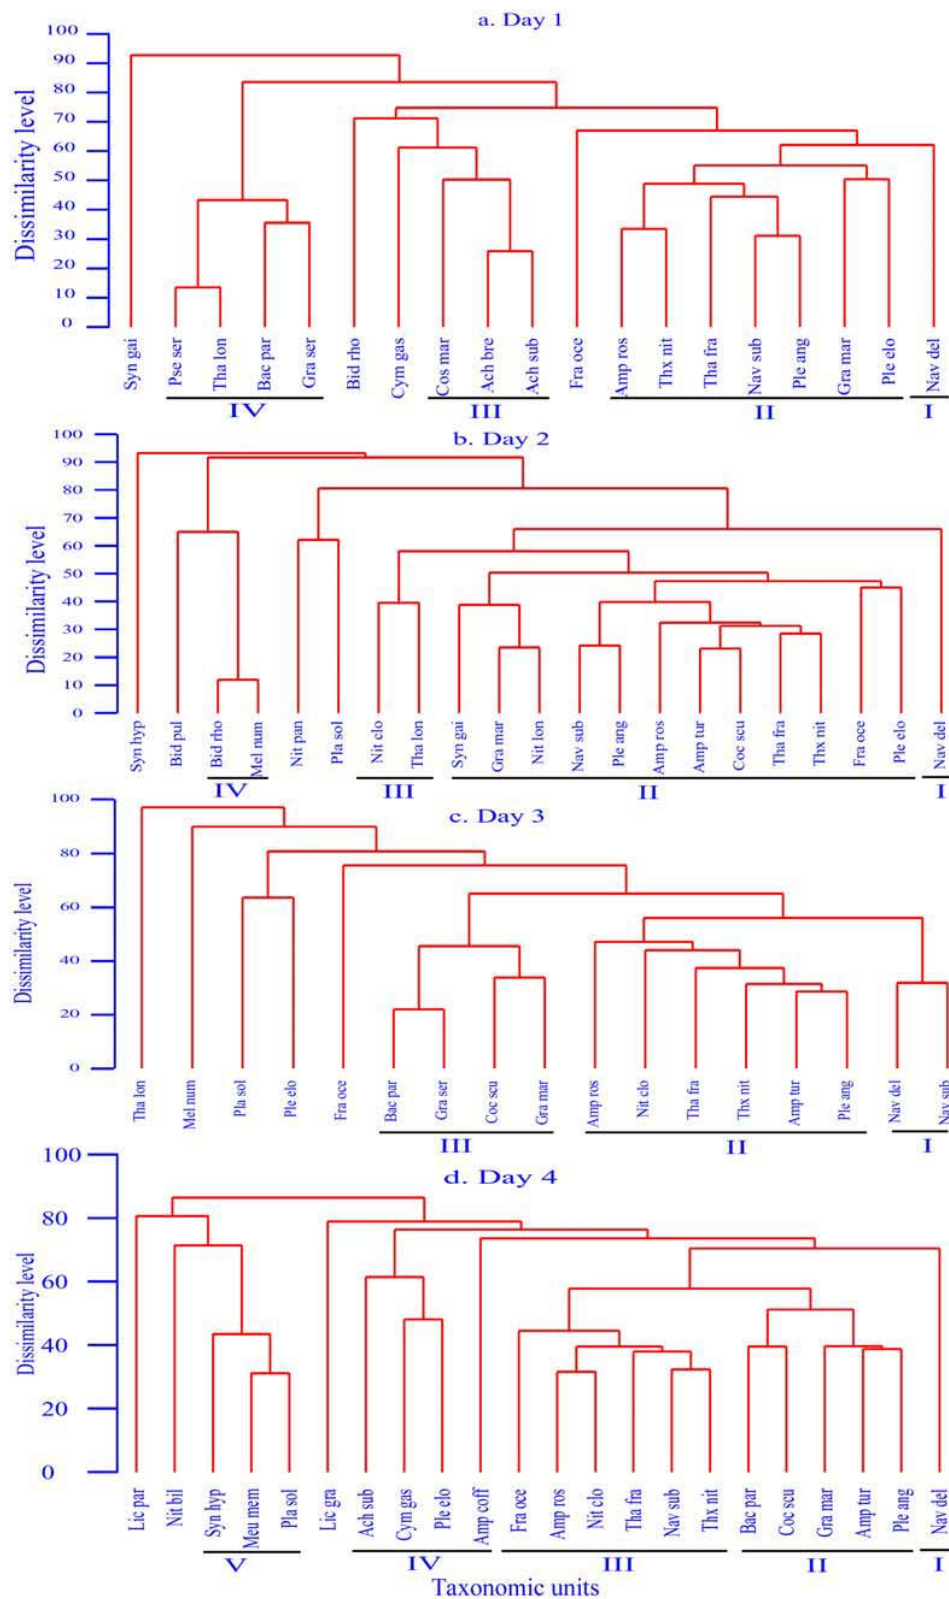 a. Day 1
Dissimilarity level
100
90
80
70
60
50
40
30
20
10
0
Syn gai Pse ser Tha lon Bac par Gra ser Bid rho Cym gas Cos mar Ach bre Ach sub Fra oce Amp ros Thx nit Tha fra Nav sub Ple ang Gra mar Ple elo Nav del
IV III II I
b. Day 2
Dissimilarity level
100
90
80
70
60
50
40
30
20
10
0
Syn hyp Bid pul Bid rho Mel num Nit pan Pla sol Nit clo Tha lon Syn gai Gra mar Nit lon Nav sub Ple ang Amp ros Amp tur Coc scu Tha fra Thx nit Fra oce Ple elo Nav del
IV III II I
c. Day 3
Dissimilarity level
100
80
60
40
20
0
Tha lon Mel num Pla sol Ple elo Fra oce Bac par Gra ser Coc scu Gra mar Amp ros Nit clo Tha fra Thx nit Amp tur Ple ang Nav del Nav sub
III II I
d. Day 4
Dissimilarity level
100
80
60
40
20
0
Lic par Nit bil Syn hyp Meu mem Pla sol Lic gra Ach sub Cym gas Ple elo Amp coff Fra oce Amp ros Nit clo Tha fra Nav sub Thx nit Bac par Coc scu Gra mar Amp tur Ple ang Nav del
V IV III II I
Taxonomic units